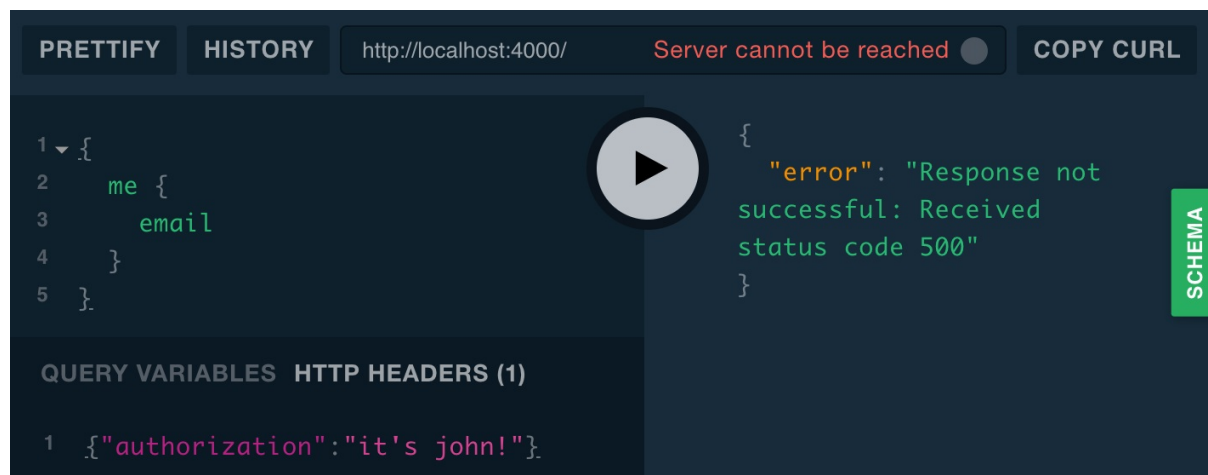 PRETTIFY HISTORY http://localhost:4000/ Server cannot be reached COPY CURL
1 {
2 me {
3 email
4 }
5 }
{
"error": "Response not
successful: Received
status code 500"
}
SCHEMA
QUERY VARIABLES HTTP HEADERS (1)
1 {"authorization":"it's john!"}